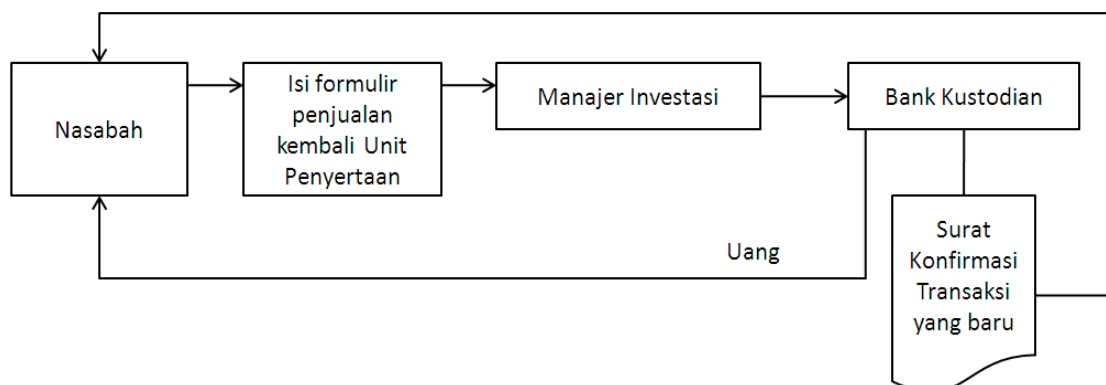 Nasabah
Isi formulir
penjualan
kembali Unit
Penyertaan
Manajer Investasi
Bank Kustodian
Uang
Surat
Konfirmasi
Transaksi
yang baru